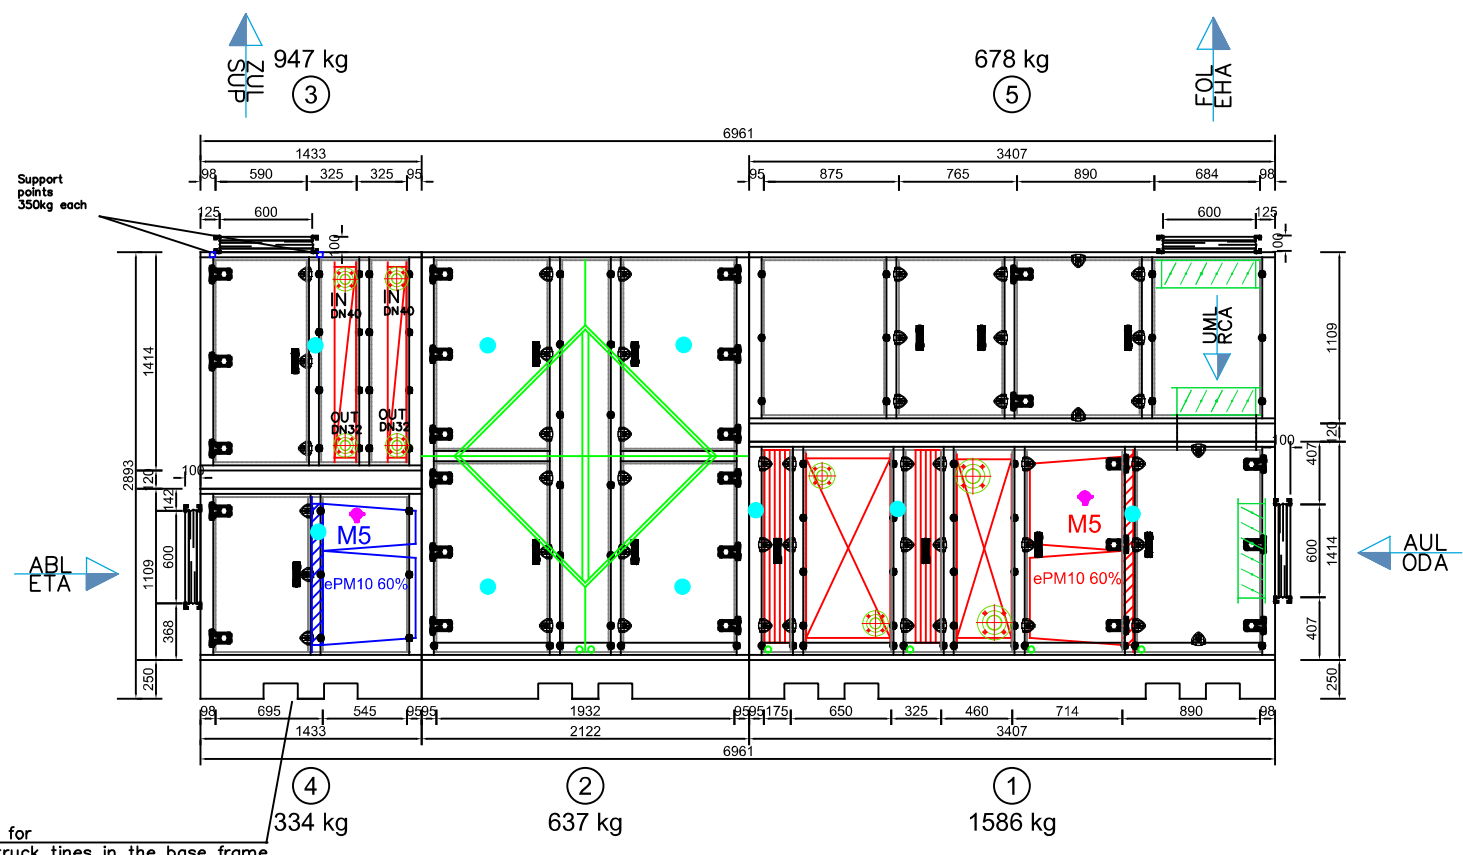 947 kg
3
678 kg
5
ZUL
SUP
FOL
EHA
6961
1433
3407
98 590 325 325 95
95 875 765 890 684 98
Support
points
350kg each
125 600
600 125
100
100
IN
DN40
IN
DN40
UML
RCA
1414
1109
OUT
DN32
OUT
DN32
2893
120
100
120
100
407
142
M5
M5
ABL
ETA
600
1109
ePM10 60%
ePM10 60%
600
1414
AUL
ODA
368
407
250
250
98 695 545 95 95 1932 95 95 175 650 325 460 714 890 98
1433 2122 3407
6961
4
2
1
334 kg
637 kg
1586 kg
for
truck tines in the base frame